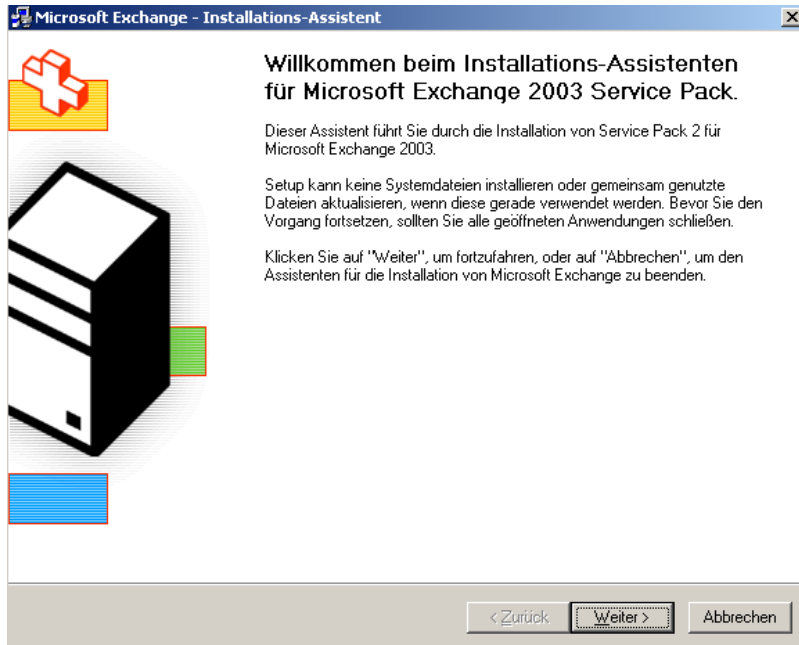 Microsoft Exchange - Installations-Assistent
Willkommen beim Installations-Assistenten
für Microsoft Exchange 2003 Service Pack.
Dieser Assistent führt Sie durch die Installation von Service Pack 2 für
Microsoft Exchange 2003.
Setup kann keine Systemdateien installieren oder gemeinsam genutzte
Dateien aktualisieren, wenn diese gerade verwendet werden. Bevor Sie den
Vorgang fortsetzen, sollten Sie alle geöffneten Anwendungen schließen.
Klicken Sie auf "Weiter", um fortzufahren, oder auf "Abbrechen", um den
Assistenten für die Installation von Microsoft Exchange zu beenden.
< Zurück Weiter > Abbrechen